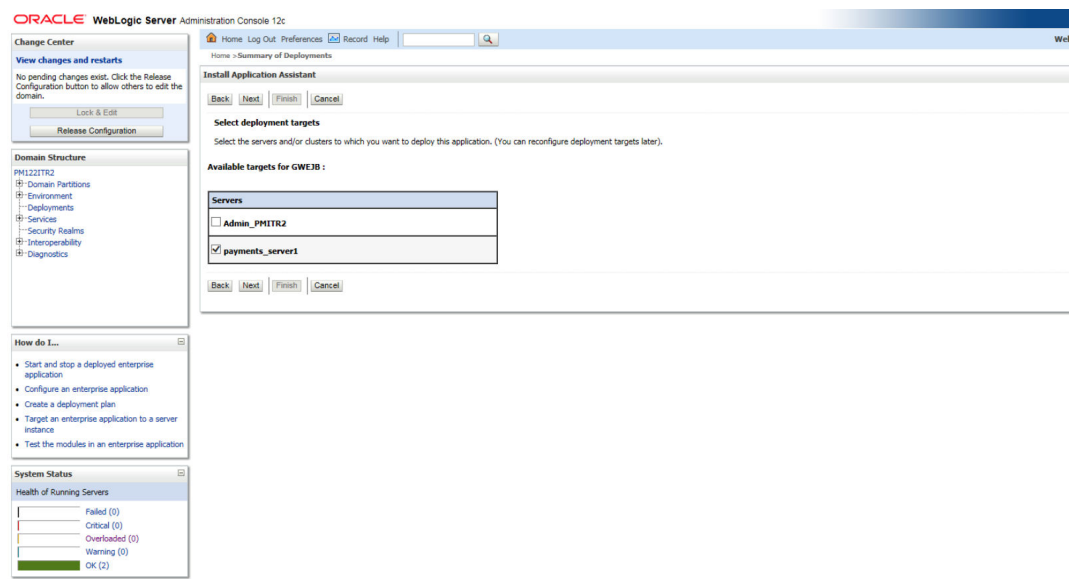 ORACLE WebLogic Server Administration Console 12c
Change Center
View changes and restarts
No pending changes exist. Click the Release
Configuration button to allow others to edit the
domain.
Lock & Edit
Release Configuration
Domain Structure
PM122ITR2
Domain Partitions
Environment
Deployments
Services
Security Realms
Interoperability
Diagnostics
How do I...
Start and stop a deployed enterprise
application
Configure an enterprise application
Create a deployment plan
Target an enterprise application to a server
instance
Test the modules in an enterprise application
System Status
Health of Running Servers
Failed (0)
Critical (0)
Overloaded (0)
Warning (0)
OK (2)
Home Log Out Preferences Record Help
Wel
Home >Summary of Deployments
Install Application Assistant
Back Next Finish Cancel
Select deployment targets
Select the servers and/or clusters to which you want to deploy this application. (You can reconfigure deployment targets later).
Available targets for GWEJB :
Servers
Admin_PMITR2
payments_server1
Back Next Finish Cancel